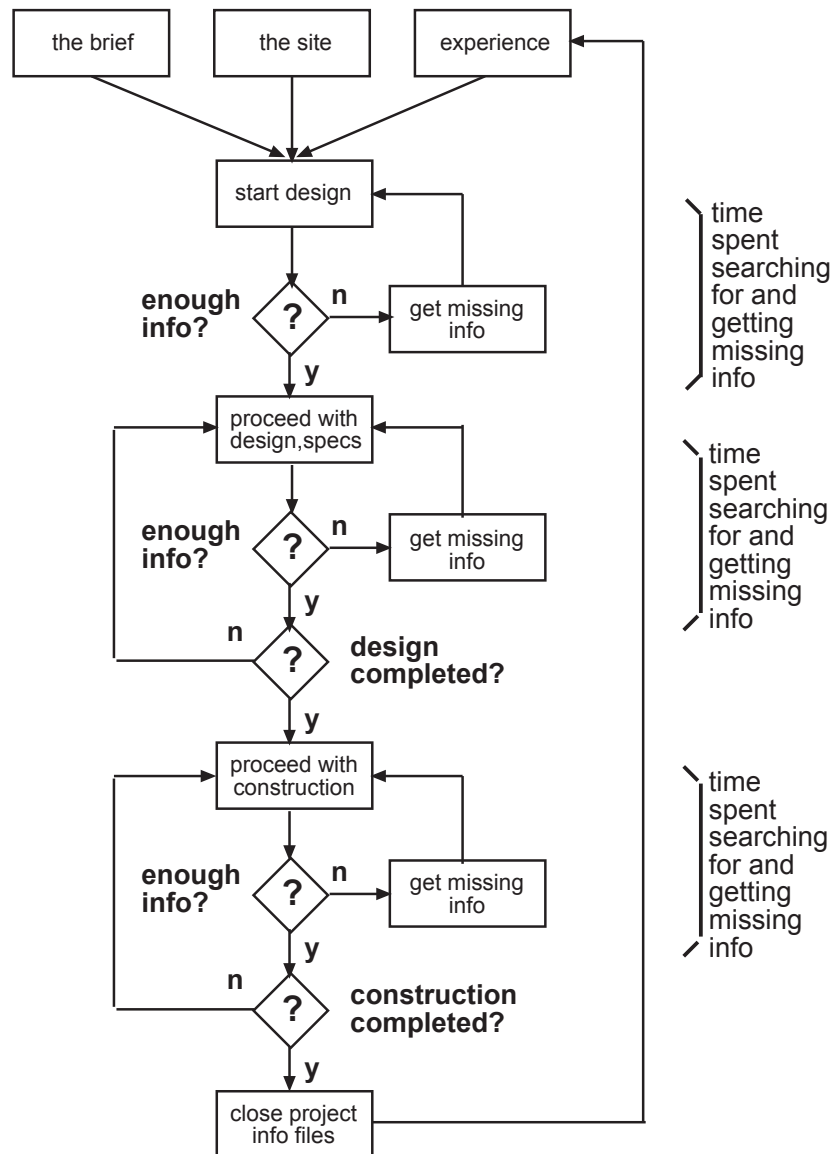 the brief
the site
experience
start design
time
spent
searching
for and
getting
missing
info
enough
info?
?
n
get missing
info
y
proceed with
design,specs
time
spent
searching
for and
getting
missing
info
enough
info?
?
n
get missing
info
y
n
?
design
completed?
y
proceed with
construction
time
spent
searching
for and
getting
missing
info
enough
info?
?
n
get missing
info
y
n
?
construction
completed?
y
close project
info files